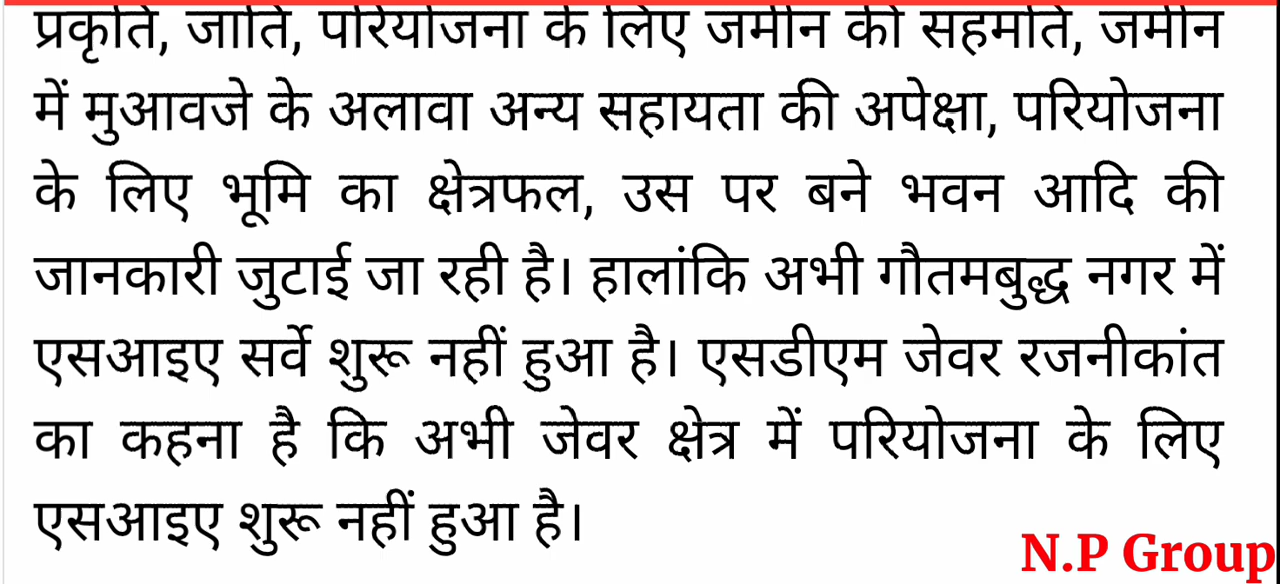 प्रकृति, जाति, परियोजना के लिए जमीन की सहमति, जमीन
में मुआवजे के अलावा अन्य सहायता की अपेक्षा, परियोजना
के लिए भूमि का क्षेत्रफल, उस पर बने भवन आदि की
जानकारी जुटाई जा रही है। हालांकि अभी गौतमबुद्ध नगर में
एसआइए सर्वे शुरू नहीं हुआ है। एसडीएम जेवर रजनीकांत
का कहना है कि अभी जेवर क्षेत्र में परियोजना के लिए
एसआइए शुरू नहीं हुआ है।
N.P Group